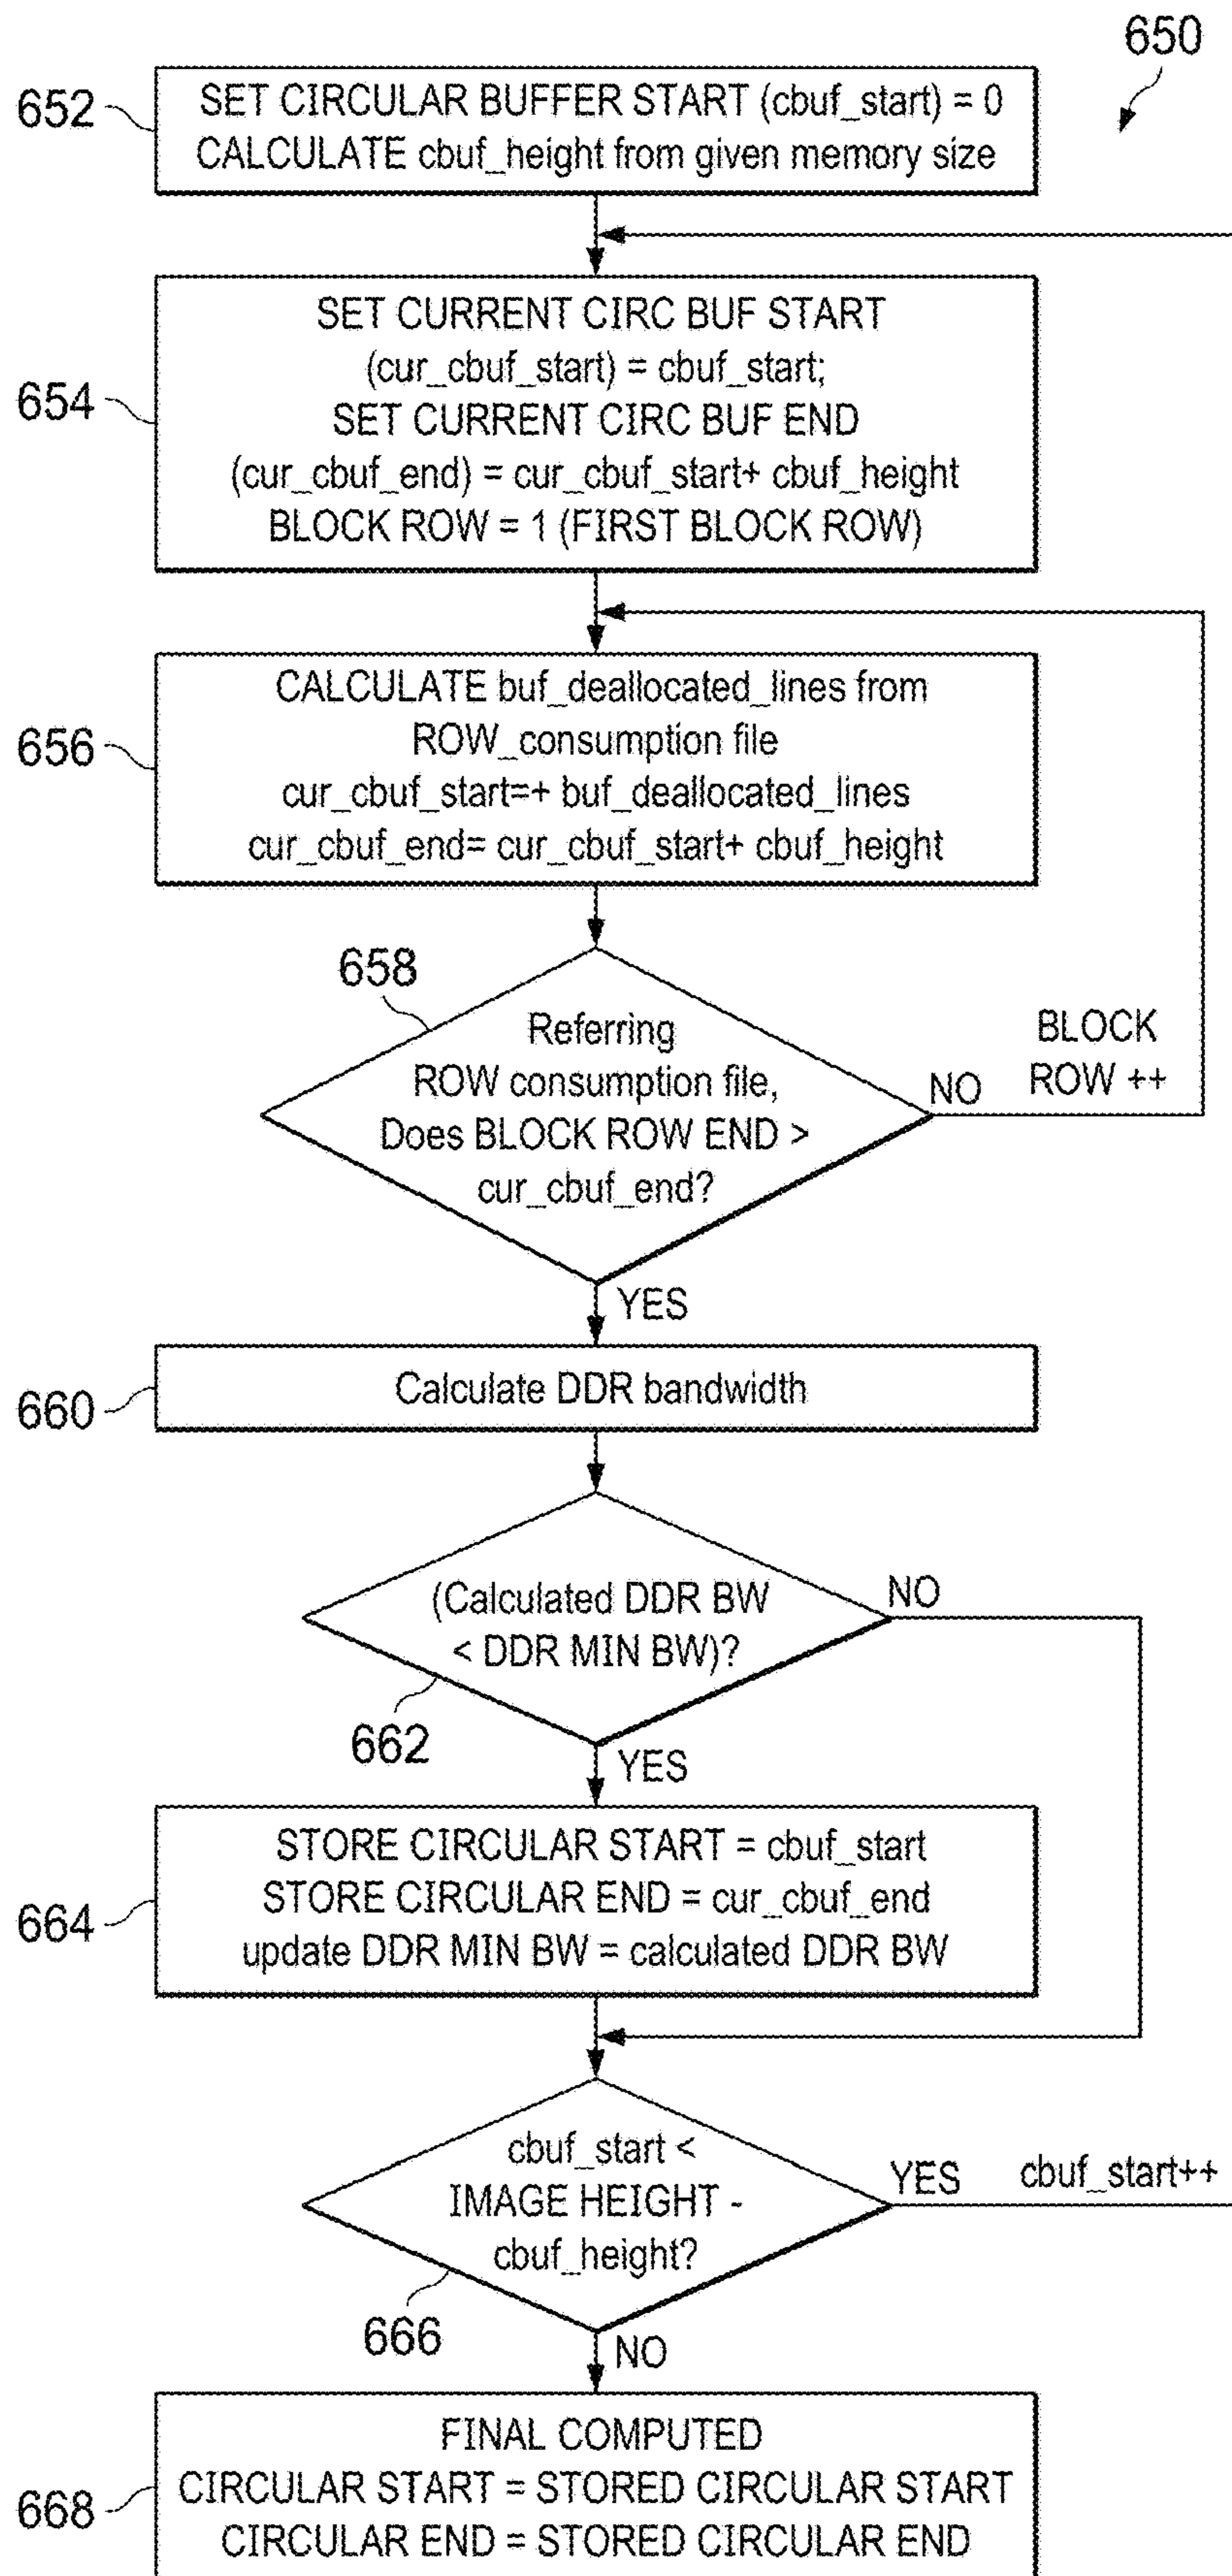 650
652
SET CIRCULAR BUFFER START (cbuf_start) = 0
CALCULATE cbuf_height from given memory size
654
SET CURRENT CIRC BUF START
(cur_cbuf_start) = cbuf_start;
SET CURRENT CIRC BUF END
(cur_cbuf_end) = cur_cbuf_start+ cbuf_height
BLOCK ROW = 1 (FIRST BLOCK ROW)
656
CALCULATE buf_deallocated_lines from
ROW_consumption file
cur_cbuf_start=+ buf_deallocated_lines
cur_cbuf_end= cur_cbuf_start+ cbuf_height
658
Referring
ROW consumption file,
Does BLOCK ROW END >
cur_cbuf_end?
NO
BLOCK
ROW ++
YES
660
Calculate DDR bandwidth
(Calculated DDR BW
< DDR MIN BW)?
NO
662
YES
664
STORE CIRCULAR START = cbuf_start
STORE CIRCULAR END = cur_cbuf_end
update DDR MIN BW = calculated DDR BW
cbuf_start <
IMAGE HEIGHT -
cbuf_height?
YES
cbuf_start++
666
NO
668
FINAL COMPUTED
CIRCULAR START = STORED CIRCULAR START
CIRCULAR END = STORED CIRCULAR END